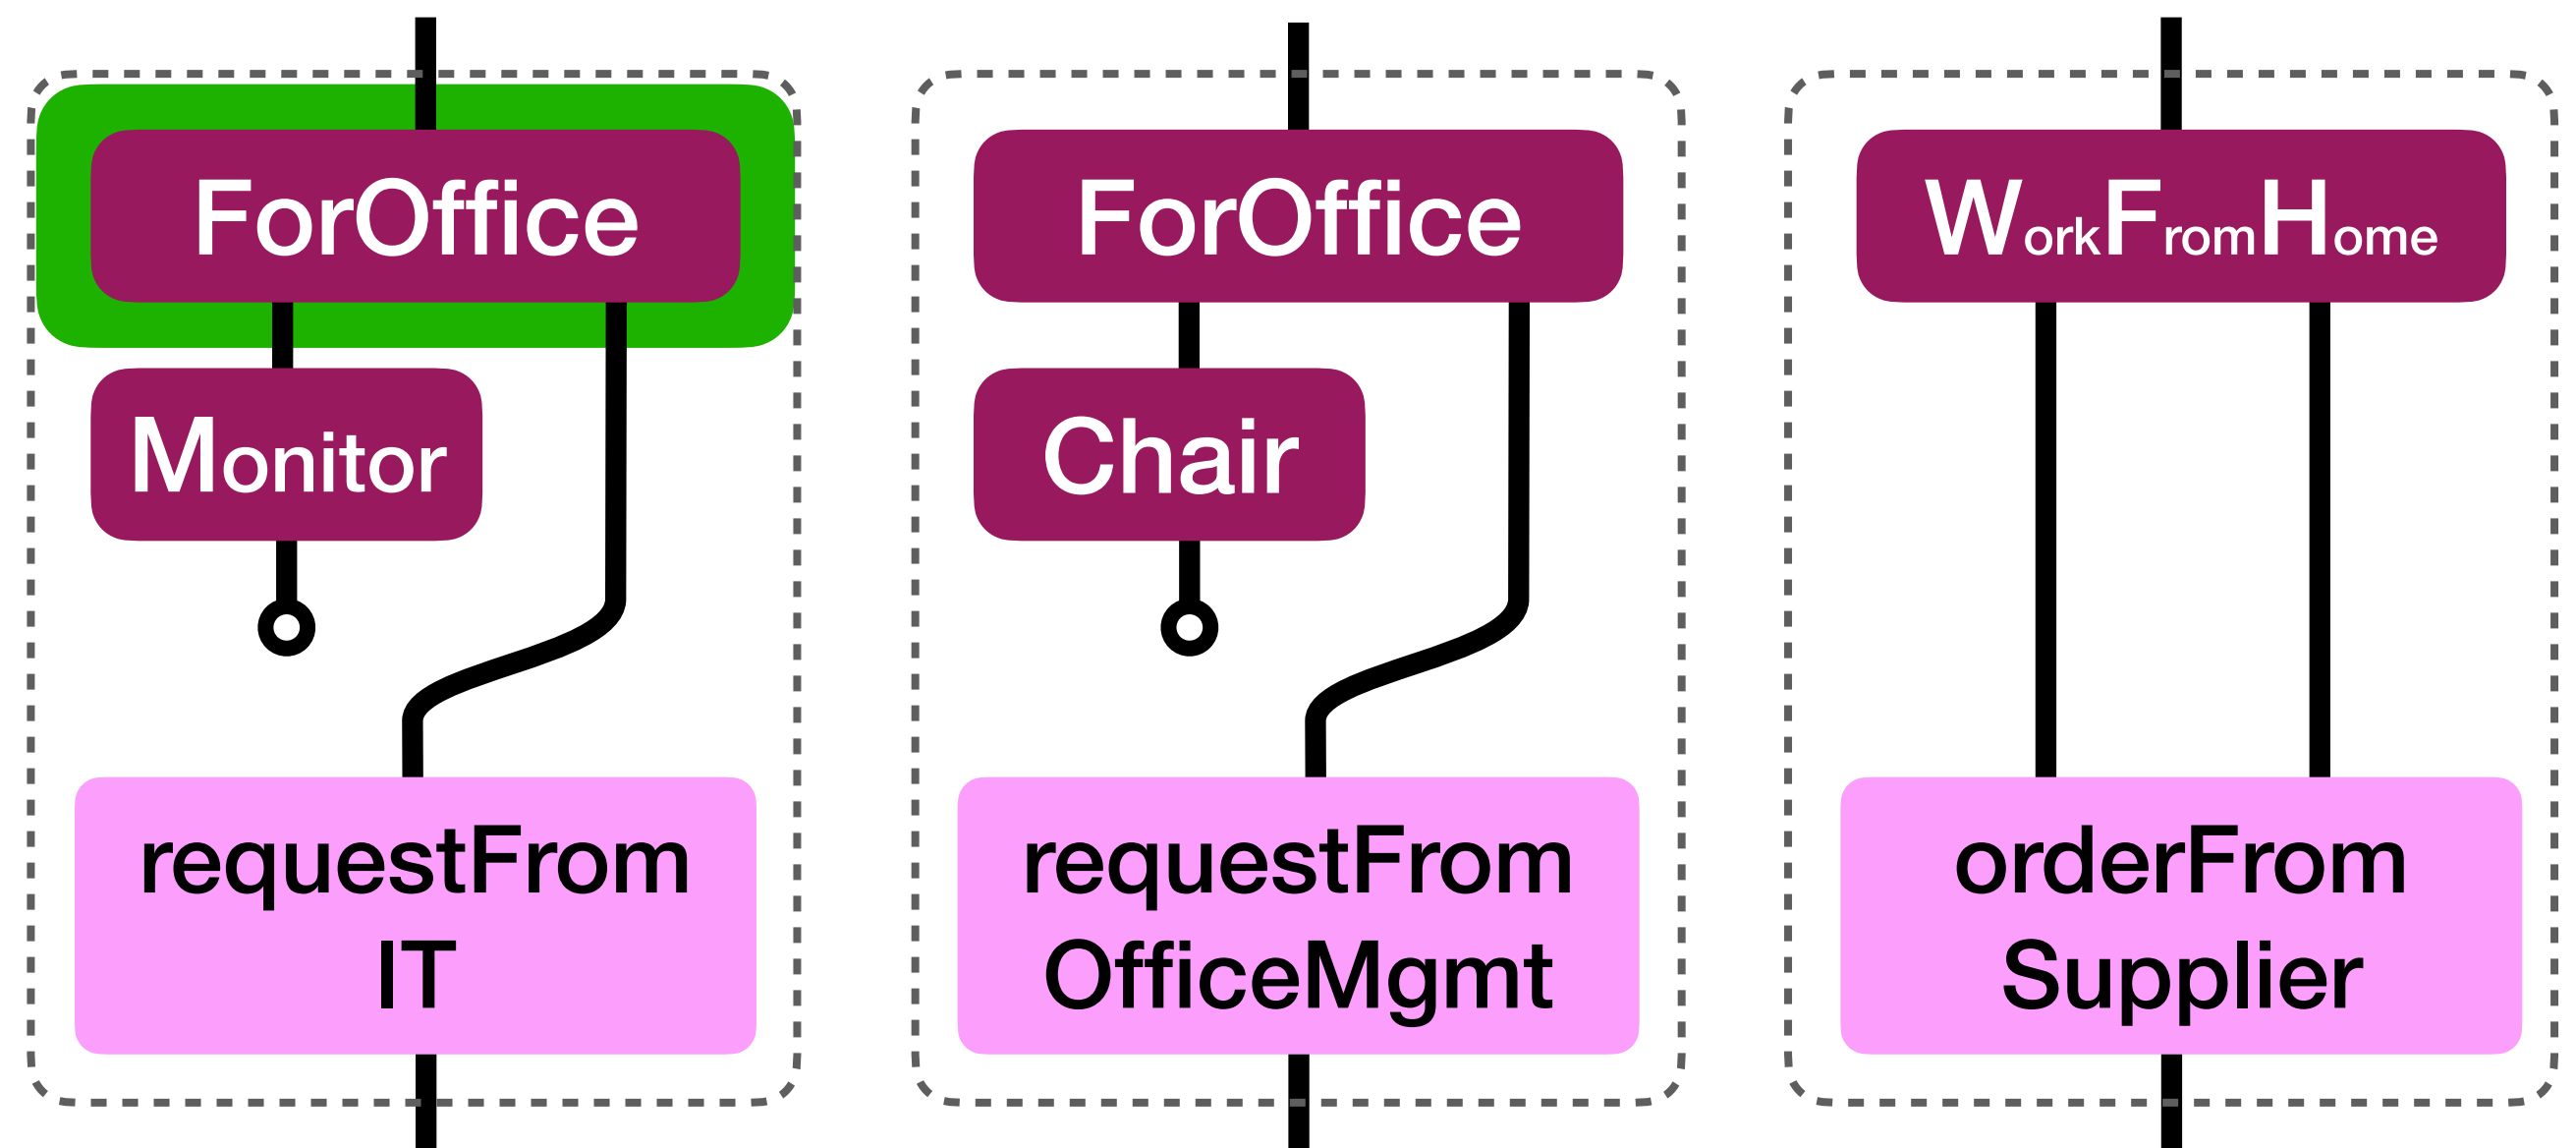 ForOffice
Monitor
requestFrom
IT
ForOffice
Chair
requestFrom
OfficeMgmt
WorkFromHome
orderFrom
Supplier